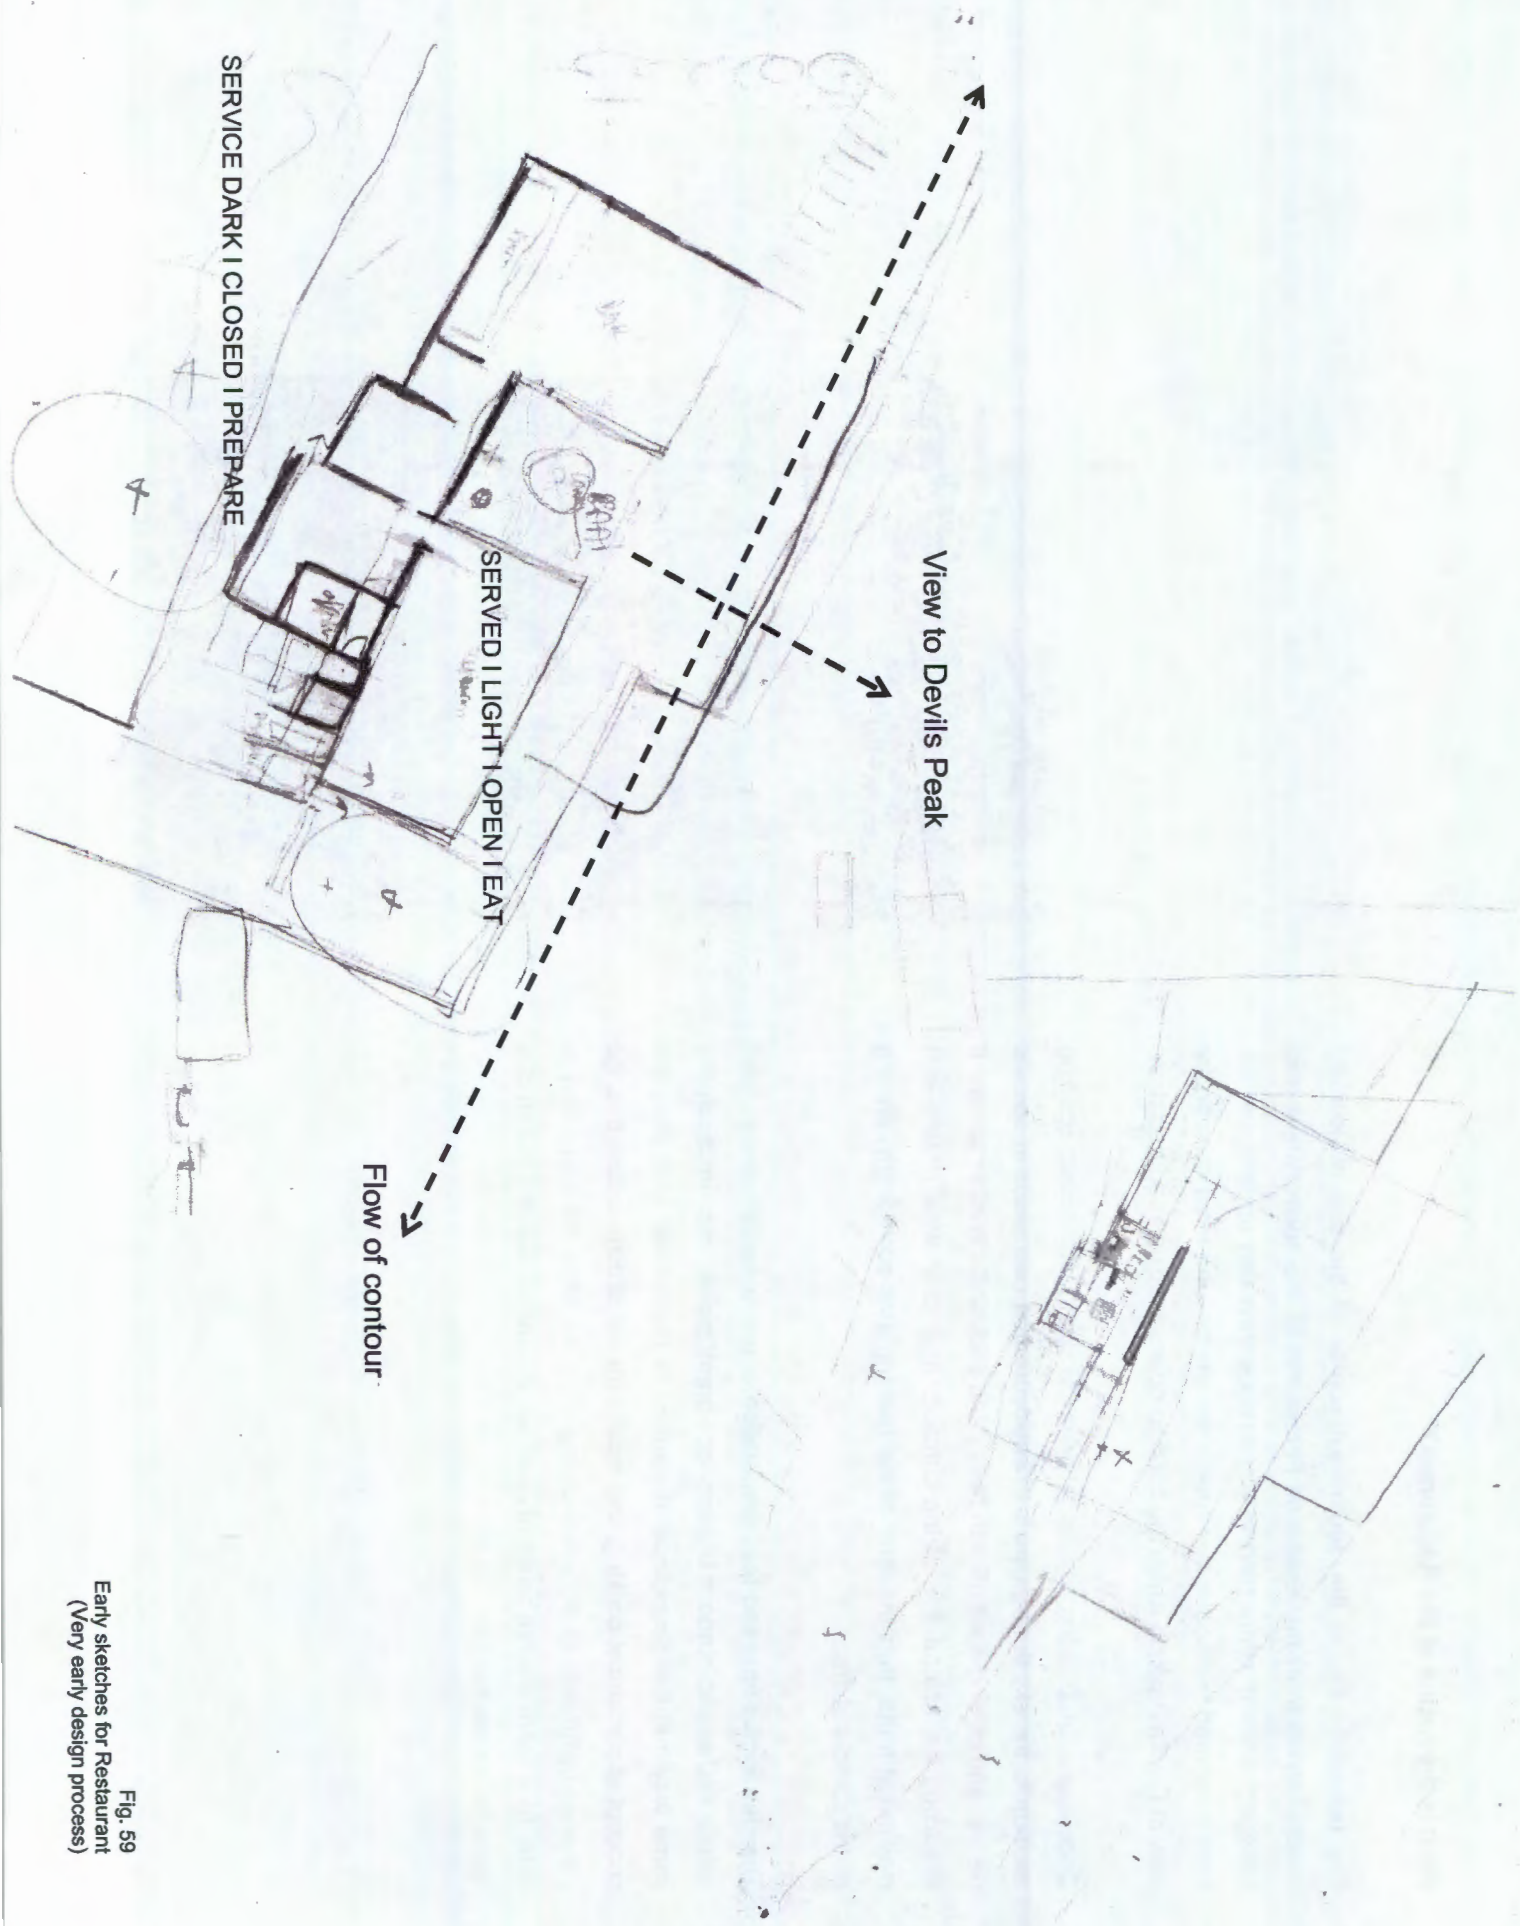 View to Devils Peak
SERVED I LIGHT I OPEN I EAT
Flow of contour
SERVICE DARK I CLOSED I PREPARE
BRAAI
Fig. 59
Early sketches for Restaurant
(Very early design process)